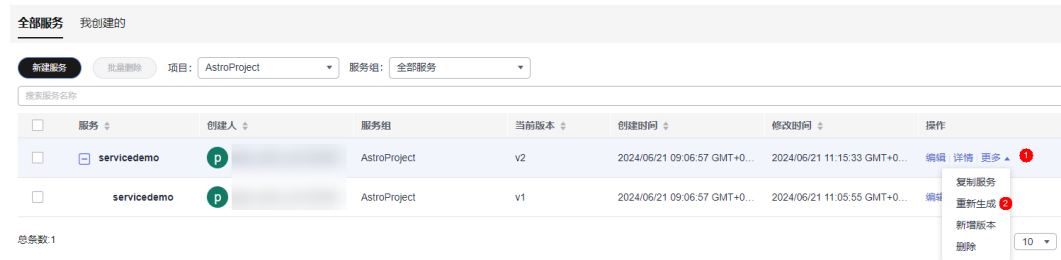 全部服务 我创建的
新建服务 批量删除 项目: AstroProject 服务组: 全部服务
搜索服务名称
服务 创建人 服务组 当前版本 创建时间 修改时间 操作
servicedemo p AstroProject v2 2024/06/21 09:06:57 GMT+0... 2024/06/21 11:15:33 GMT+0... 编辑 详情 更多 1
复制服务
servicedemo p AstroProject v1 2024/06/21 09:06:57 GMT+0... 2024/06/21 11:05:55 GMT+0... 编辑
重新生成 2
新增版本
总条数:1 10
删除